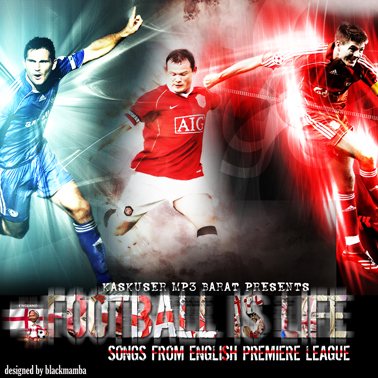 AIG
KASKUSER MP3 BARAT PRESENTS
FOOTBALL IS LIFE
SONGS FROM ENGLISH PREMIERE LEAGUE
designed by blackmamba